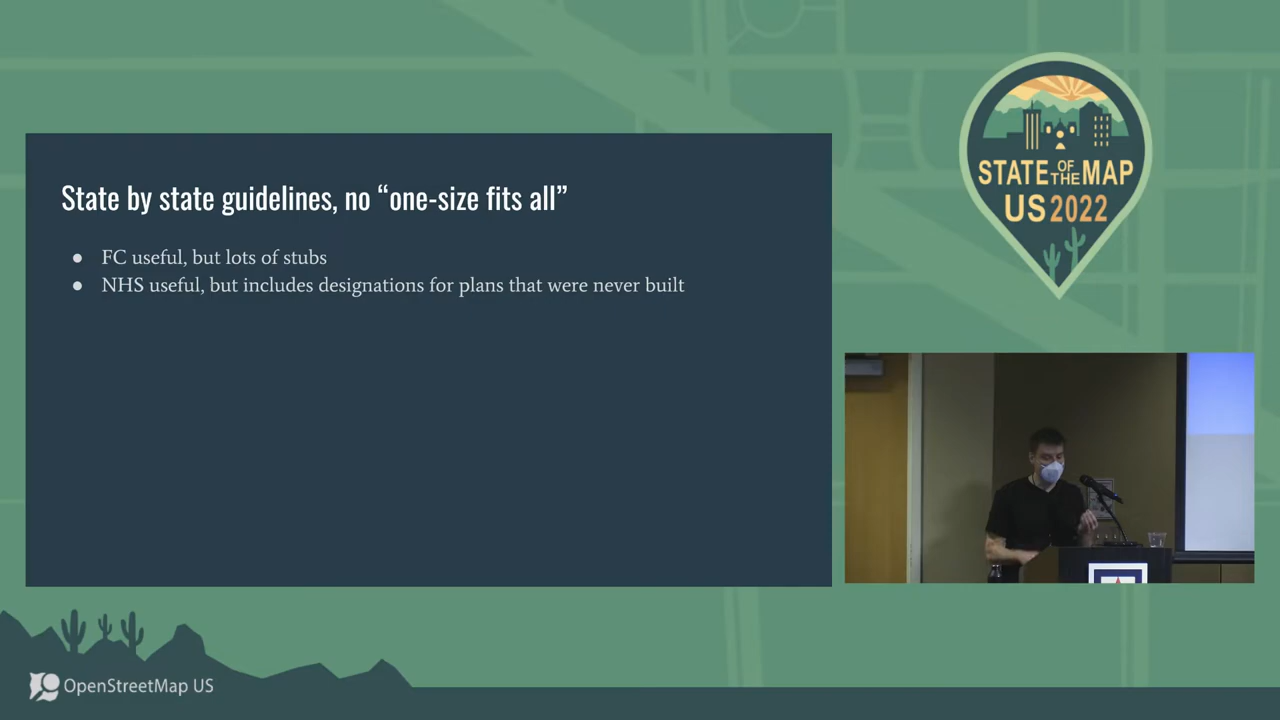 State by state guidelines, no “one-size fits all”
● FC useful, but lots of stubs
● NHS useful, but includes designations for plans that were never built
STATE OF THE MAP
US 2022
OpenStreetMap US